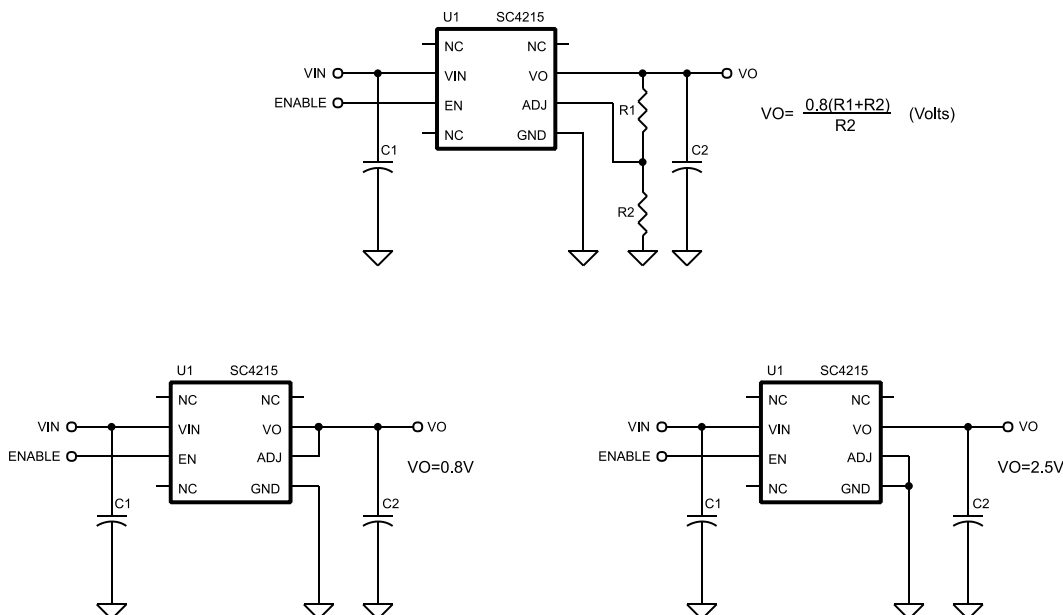 U1 SC4215
NC NC
VIN VIN VO VO
ENABLE EN ADJ R1
VO= 0.8(R1+R2) (Volts)
R2
NC GND
C1 C2
R2
U1 SC4215
NC NC
VIN VIN VO VO
ENABLE EN ADJ
VO=0.8V
NC GND
C1 C2
U1 SC4215
NC NC
VIN VIN VO VO
ENABLE EN ADJ
VO=2.5V
NC GND
C1 C2